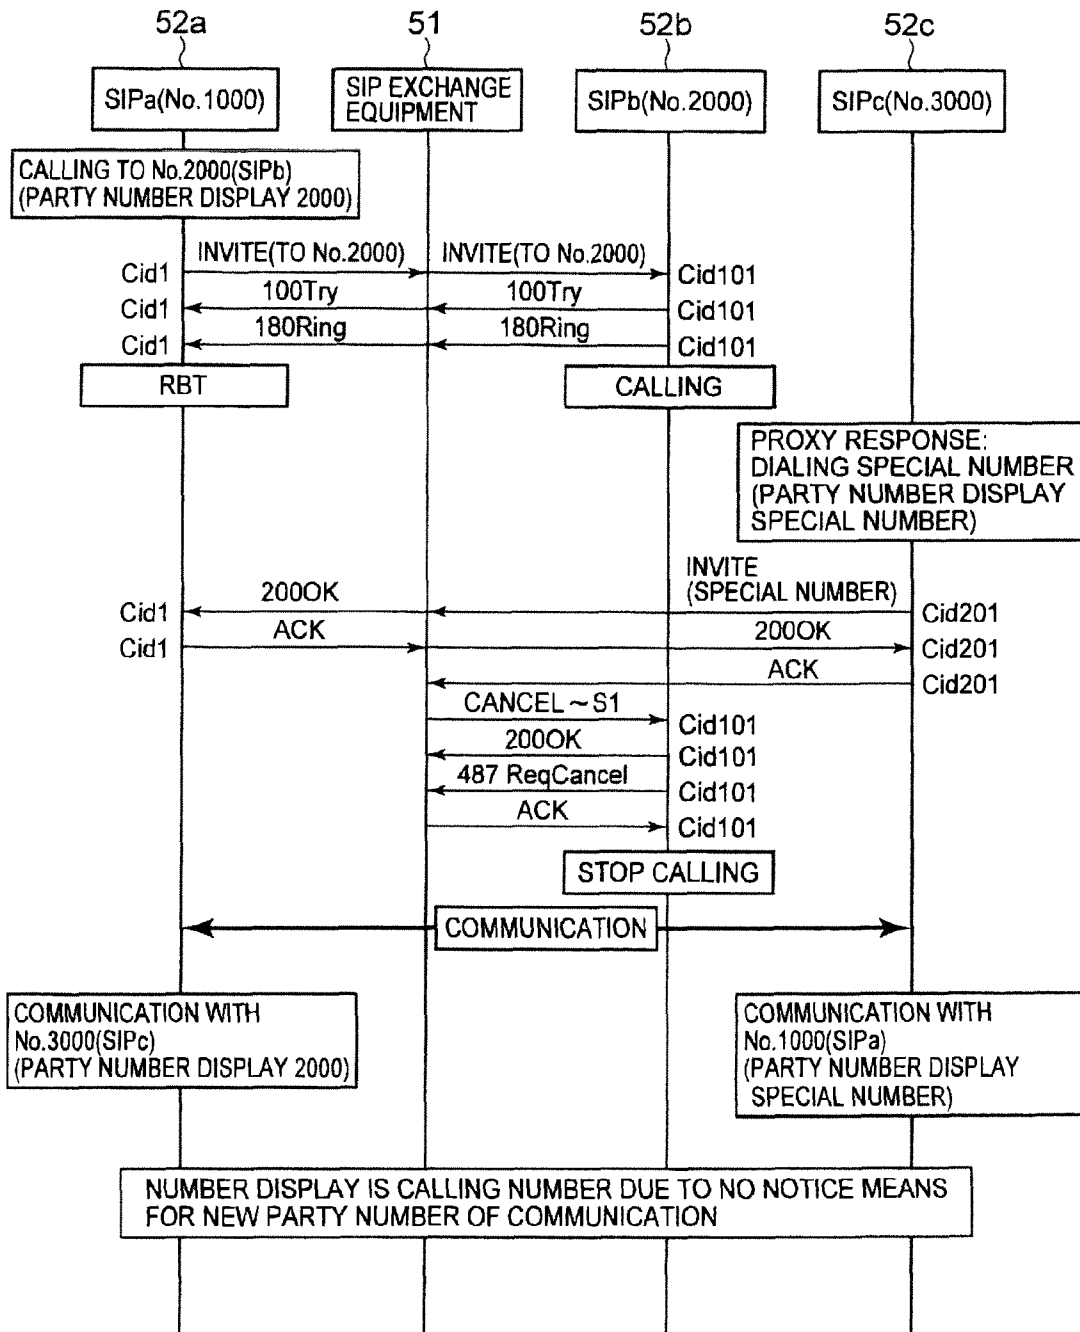 52a 51 52b 52c
SIPa(No.1000)
SIP EXCHANGE
EQUIPMENT
SIPb(No.2000)
SIPc(No.3000)
CALLING TO No.2000(SIPb)
(PARTY NUMBER DISPLAY 2000)
Cid1 INVITE(TO No.2000) INVITE(TO No.2000) Cid101
Cid1 100Try 100Try Cid101
Cid1 180Ring 180Ring Cid101
RBT
CALLING
PROXY RESPONSE:
DIALING SPECIAL NUMBER
(PARTY NUMBER DISPLAY
SPECIAL NUMBER)
INVITE
(SPECIAL NUMBER)
Cid1 200OK Cid201
Cid1 ACK 200OK Cid201
ACK Cid201
CANCEL ~S1 Cid101
200OK Cid101
487 ReqCancel Cid101
ACK Cid101
STOP CALLING
COMMUNICATION
COMMUNICATION WITH
No.3000(SIPc)
(PARTY NUMBER DISPLAY 2000)
COMMUNICATION WITH
No.1000(SIPa)
(PARTY NUMBER DISPLAY
SPECIAL NUMBER)
NUMBER DISPLAY IS CALLING NUMBER DUE TO NO NOTICE MEANS
FOR NEW PARTY NUMBER OF COMMUNICATION